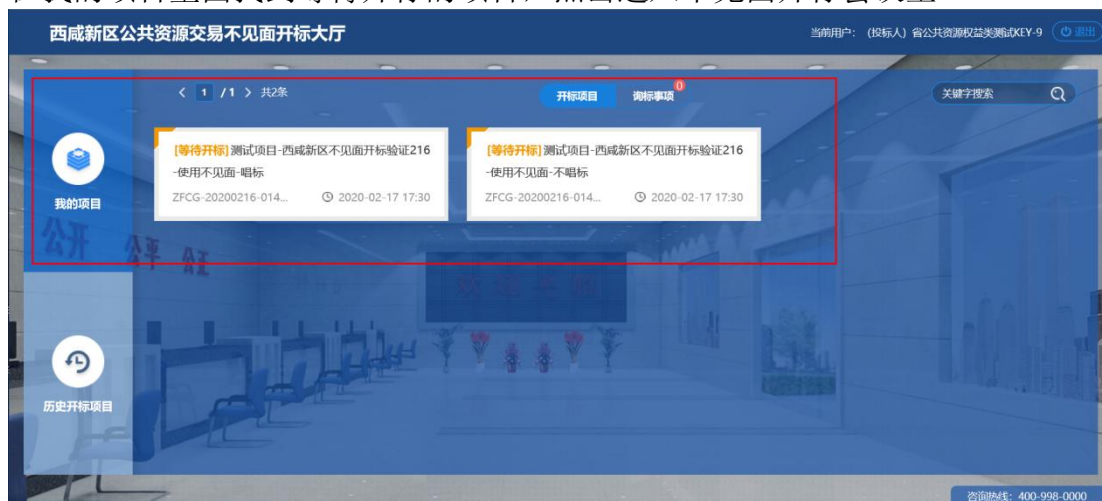 西咸新区公共资源交易不见面开标大厅
当前用户： (投标人) 省公共资源权益类测试KEY-9 退出
< 1 / 1 > 共2条
开标项目 询标事项 0
关键字搜索
[等待开标] 测试项目-西咸新区不见面开标验证216
-使用不见面-唱标
ZFCG-20200216-014... 2020-02-17 17:30
[等待开标] 测试项目-西咸新区不见面开标验证216
-使用不见面-不唱标
ZFCG-20200216-014... 2020-02-17 17:30
我的项目
公开 公平 公正
历史开标项目
咨询热线：400-998-0000